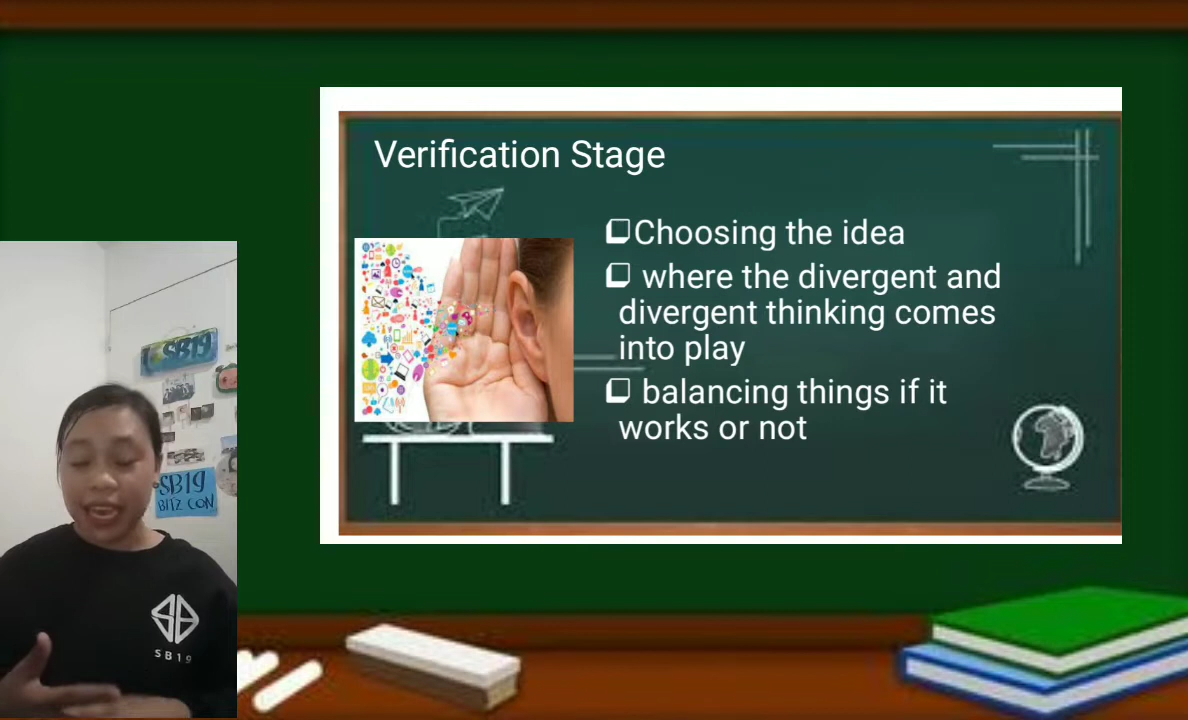 Verification Stage
Choosing the idea
where the divergent and
divergent thinking comes
into play
balancing things if it
works or not
SB19
SB19
BITZ CON
SB19